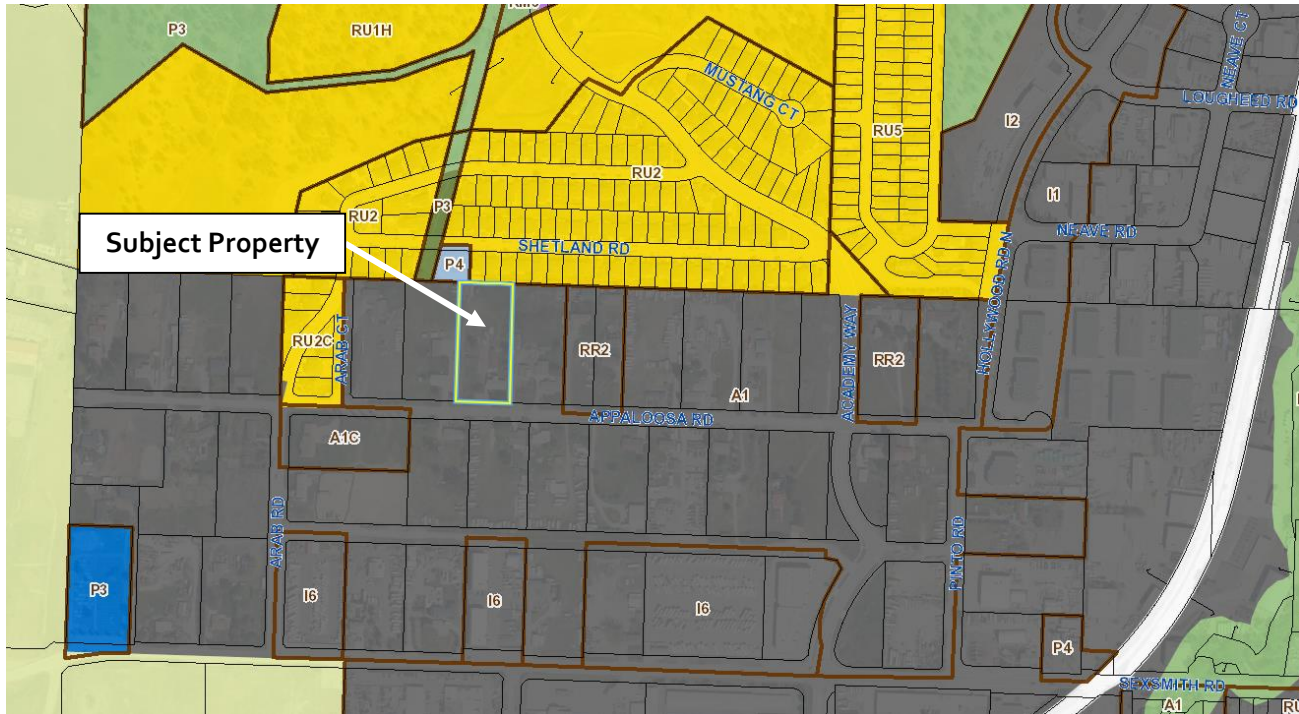 P3
RU1H
MUSTANG CT
NEAVE CT
LOUGHEED RD
I2
RU5
RU2
I1
RU2
P3
Subject Property
SHETLAND RD
NEAVE RD
P4
HOLLYWOOD RD N
RU2C
ARAB CT
RR2
ACADEMY WAY
RR2
A1
APPALOOSA RD
A1C
ARAB RD
PINTO RD
P3
I6
I6
I6
P4
SEXSMITH RD
A1